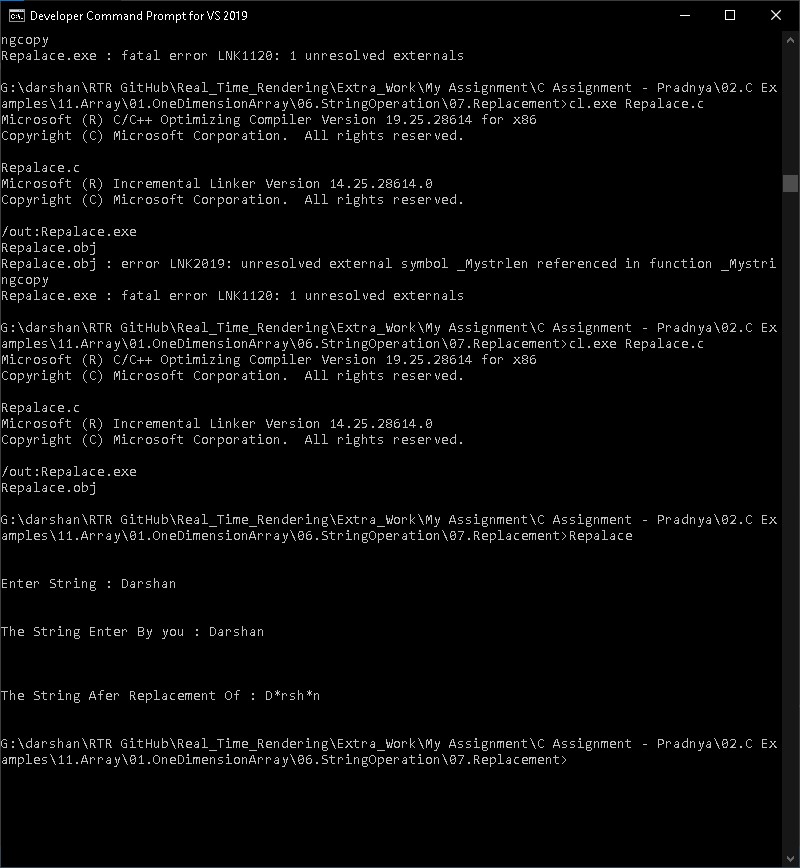 Developer Command Prompt for VS 2019
ngcopy
Repalace.exe : fatal error LNK1120: 1 unresolved externals
G:\darshan\RTR GitHub\Real_Time_Rendering\Extra_Work\My Assignment\C Assignment - Pradnya\02.C Ex
amples\11.Array\01.OneDimensionArray\06.StringOperation\07.Replacement>cl.exe Repalace.c
Microsoft (R) C/C++ Optimizing Compiler Version 19.25.28614 for x86
Copyright (C) Microsoft Corporation.  All rights reserved.
Repalace.c
Microsoft (R) Incremental Linker Version 14.25.28614.0
Copyright (C) Microsoft Corporation.  All rights reserved.
/out:Repalace.exe
Repalace.obj
Repalace.obj : error LNK2019: unresolved external symbol _Mystrlen referenced in function _Mystri
ngcopy
Repalace.exe : fatal error LNK1120: 1 unresolved externals
G:\darshan\RTR GitHub\Real_Time_Rendering\Extra_Work\My Assignment\C Assignment - Pradnya\02.C Ex
amples\11.Array\01.OneDimensionArray\06.StringOperation\07.Replacement>cl.exe Repalace.c
Microsoft (R) C/C++ Optimizing Compiler Version 19.25.28614 for x86
Copyright (C) Microsoft Corporation.  All rights reserved.
Repalace.c
Microsoft (R) Incremental Linker Version 14.25.28614.0
Copyright (C) Microsoft Corporation.  All rights reserved.
/out:Repalace.exe
Repalace.obj
G:\darshan\RTR GitHub\Real_Time_Rendering\Extra_Work\My Assignment\C Assignment - Pradnya\02.C Ex
amples\11.Array\01.OneDimensionArray\06.StringOperation\07.Replacement>Repalace
Enter String : Darshan
The String Enter By you : Darshan
The String Afer Replacement Of : D*rsh*n
G:\darshan\RTR GitHub\Real_Time_Rendering\Extra_Work\My Assignment\C Assignment - Pradnya\02.C Ex
amples\11.Array\01.OneDimensionArray\06.StringOperation\07.Replacement>